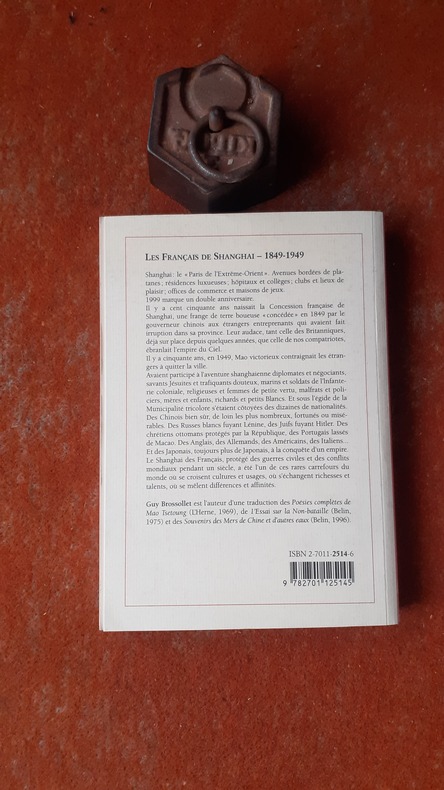 LES FRANÇAIS DE SHANGHAI – 1849-1949
Shanghai : le « Paris de l'Extrême-Orient ». Avenues bordées de pla-
tanes ; résidences luxueuses ; hôpitaux et collèges ; clubs et lieux de
plaisir ; offices de commerce et maisons de jeux.
1999 marque un double anniversaire.
Il y a cent cinquante ans naissait la Concession française de
Shanghai, une frange de terre boueuse « concédée » en 1849 par le
gouverneur chinois aux étrangers entreprenants qui avaient fait
irruption dans sa province. Leur audace, tant celle des Britanniques,
déjà sur place depuis quelques années, que celle de nos compatriotes,
ébranlait l'empire du Ciel.
Il y a cinquante ans, en 1949, Mao victorieux contraignait les étran-
gers à quitter la ville.
Avaient participé à l'aventure shanghaienne diplomates et négociants,
savants Jésuites et trafiquants douteux, marins et soldats de l'Infante-
rie coloniale, religieuses et femmes de petite vertu, malfrats et poli-
ciers, mères et enfants, richards et petits Blancs. Et sous l'égide de la
Municipalité tricolore s'étaient côtoyées des dizaines de nationalités.
Des Chinois bien sûr, de loin les plus nombreux, fortunés ou misé-
rables. Des Russes blancs fuyant Lénine, des Juifs fuyant Hitler. Des
chrétiens ottomans protégés par la République, des Portugais lassés
de Macao. Des Anglais, des Allemands, des Américains, des Italiens...
Et des Japonais, toujours plus de Japonais, à la conquête d'un empire.
Le Shanghai des Français, protégé des guerres civiles et des conflits
mondiaux pendant un siècle, a été l'un de ces rares carrefours du
monde où se croisent cultures et usages, où s'échangent richesses et
talents, où se mêlent différences et affinités.
Guy Brossollet est l'auteur d'une traduction des Poésies complètes de
Mao Tsetoung (L'Herne, 1969), de l'Essai sur la Non-bataille (Belin,
1975) et des Souvenirs des Mers de Chine et d'autres eaux (Belin, 1996).
ISBN 2-7011-2514-6
9 782701 125145